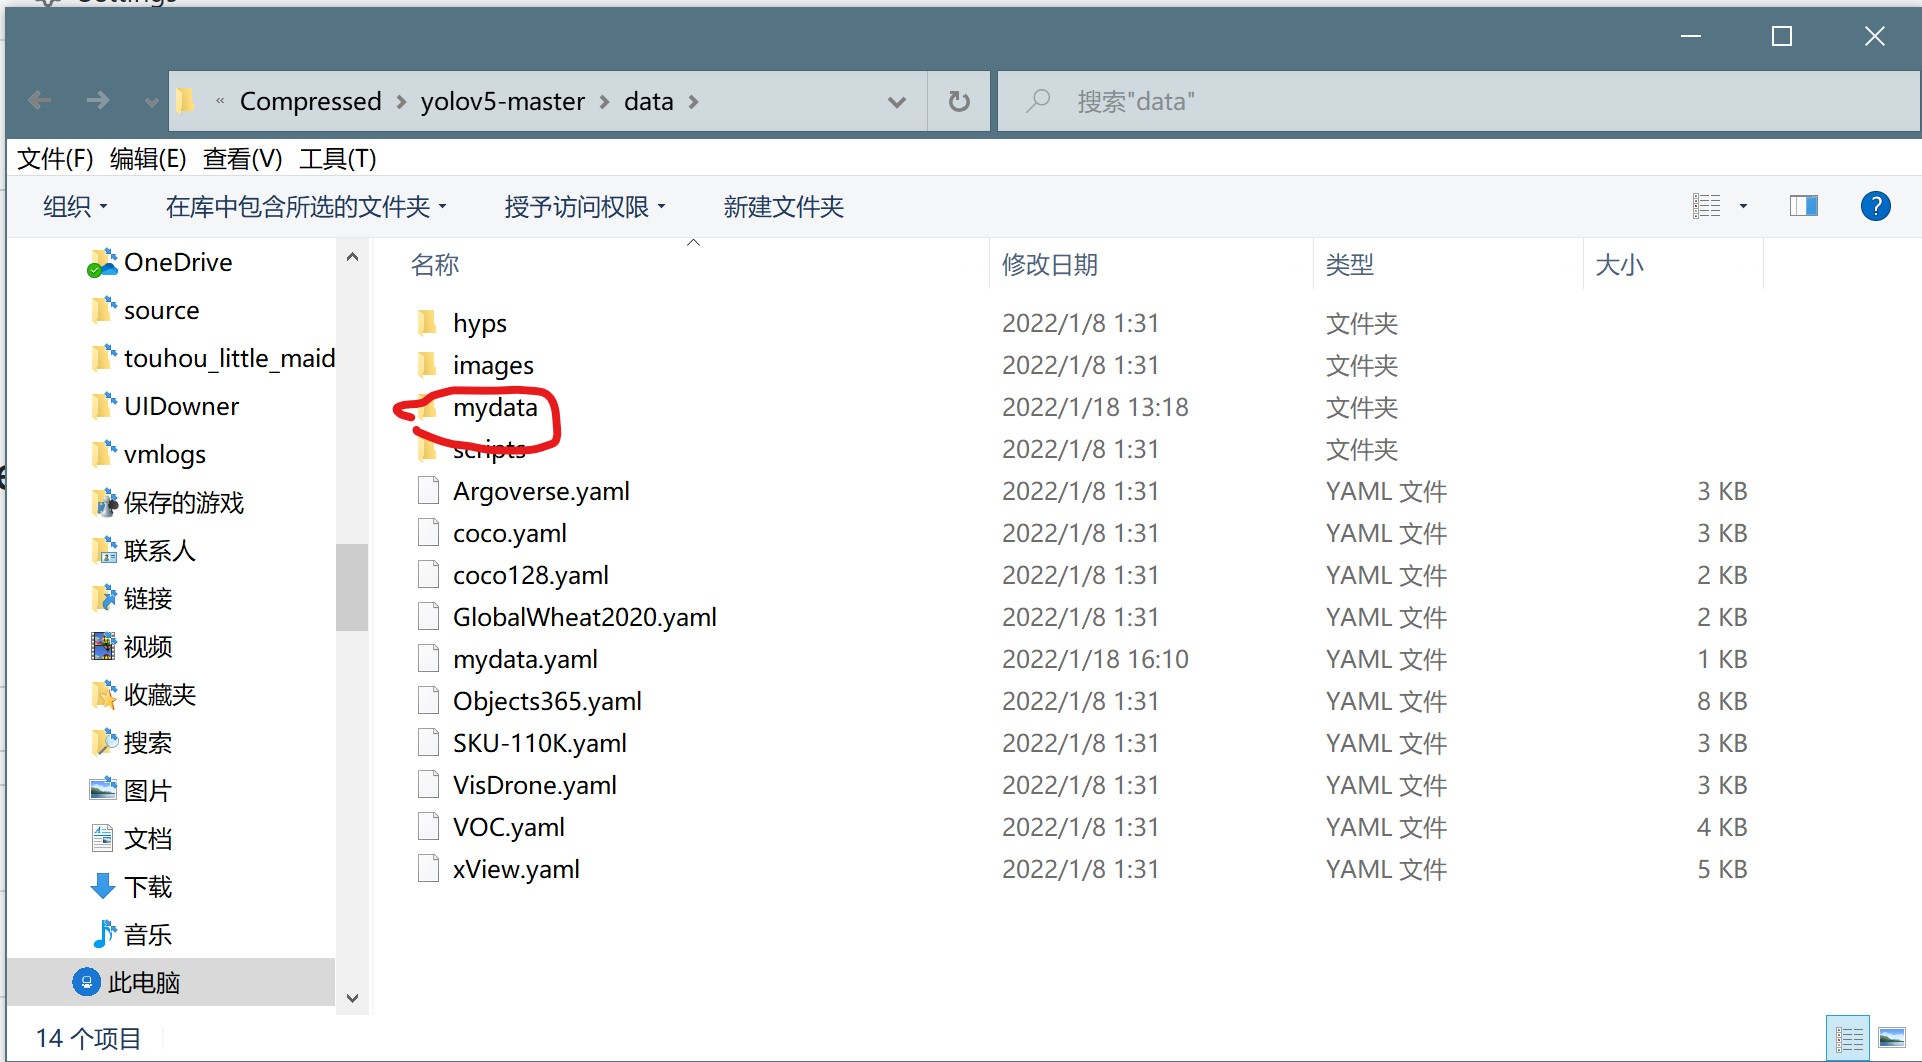 Settings
« Compressed > yolov5-master > data >
搜索"data"
文件(F) 编辑(E) 查看(V) 工具(T)
组织 在库中包含所选的文件夹 授予访问权限 新建文件夹 ?
名称 修改日期 类型 大小
OneDrive
source
touhou_little_maid
UIDowner
vmlogs
保存的游戏
联系人
链接
视频
收藏夹
搜索
图片
文档
下载
音乐
此电脑
hyps 2022/1/8 1:31 文件夹
images 2022/1/8 1:31 文件夹
mydata 2022/1/18 13:18 文件夹
scripts 2022/1/8 1:31 文件夹
Argoverse.yaml 2022/1/8 1:31 YAML 文件 3 KB
coco.yaml 2022/1/8 1:31 YAML 文件 3 KB
coco128.yaml 2022/1/8 1:31 YAML 文件 2 KB
GlobalWheat2020.yaml 2022/1/8 1:31 YAML 文件 2 KB
mydata.yaml 2022/1/18 16:10 YAML 文件 1 KB
Objects365.yaml 2022/1/8 1:31 YAML 文件 8 KB
SKU-110K.yaml 2022/1/8 1:31 YAML 文件 3 KB
VisDrone.yaml 2022/1/8 1:31 YAML 文件 3 KB
VOC.yaml 2022/1/8 1:31 YAML 文件 4 KB
xView.yaml 2022/1/8 1:31 YAML 文件 5 KB
14 个项目